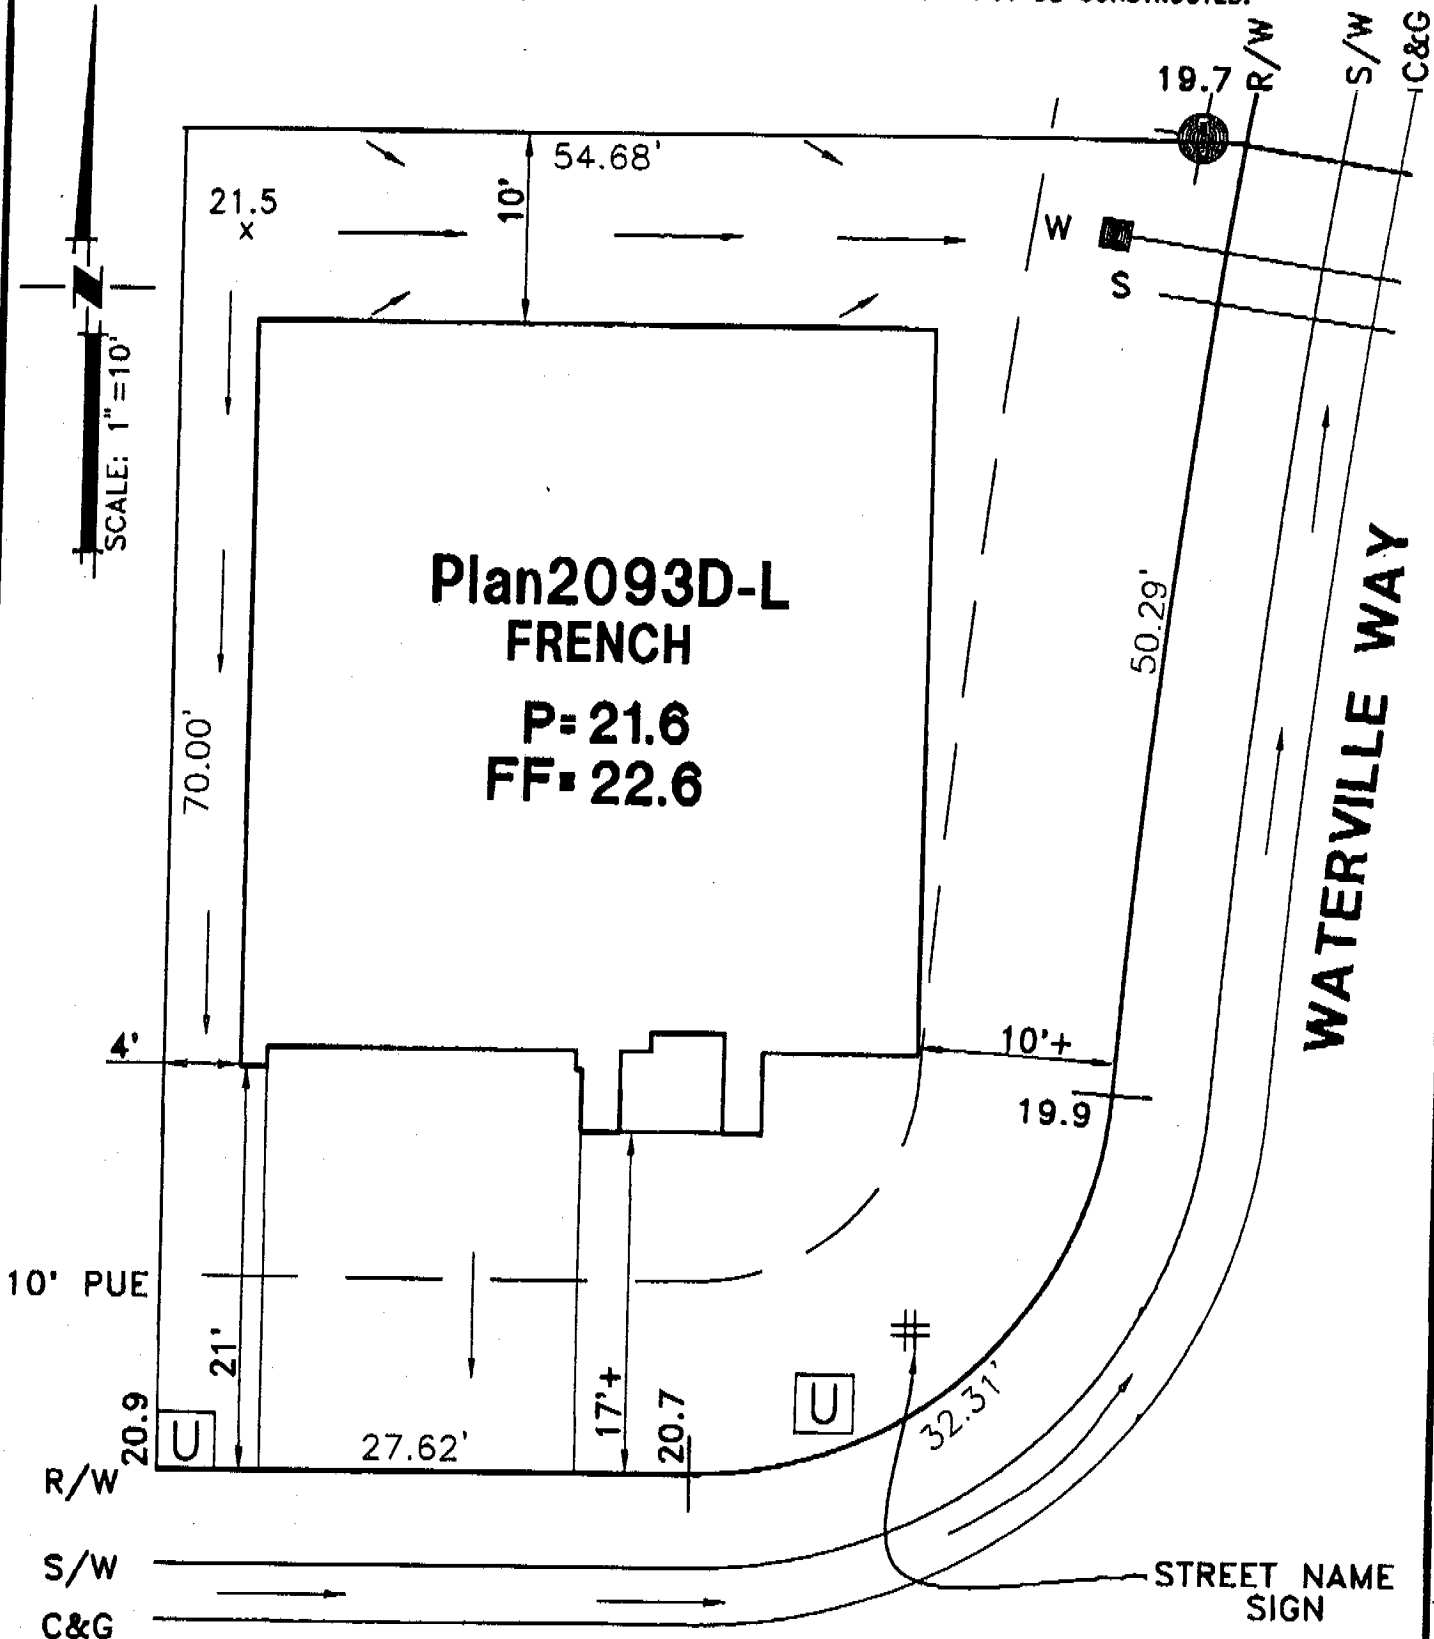 19.7
R/W
S/W
C&G
54.68'
10'
21.5
x
W
S
N
SCALE: 1"=10'
Plan2093D-L
FRENCH
P= 21.6
FF= 22.6
70.00'
50.29'
WATERVILLE WAY
4'
10'+
19.9
10' PUE
21'
17'+
20.9
U
27.62'
20.7
U
32.31'
R/W
S/W
C&G
STREET NAME
SIGN